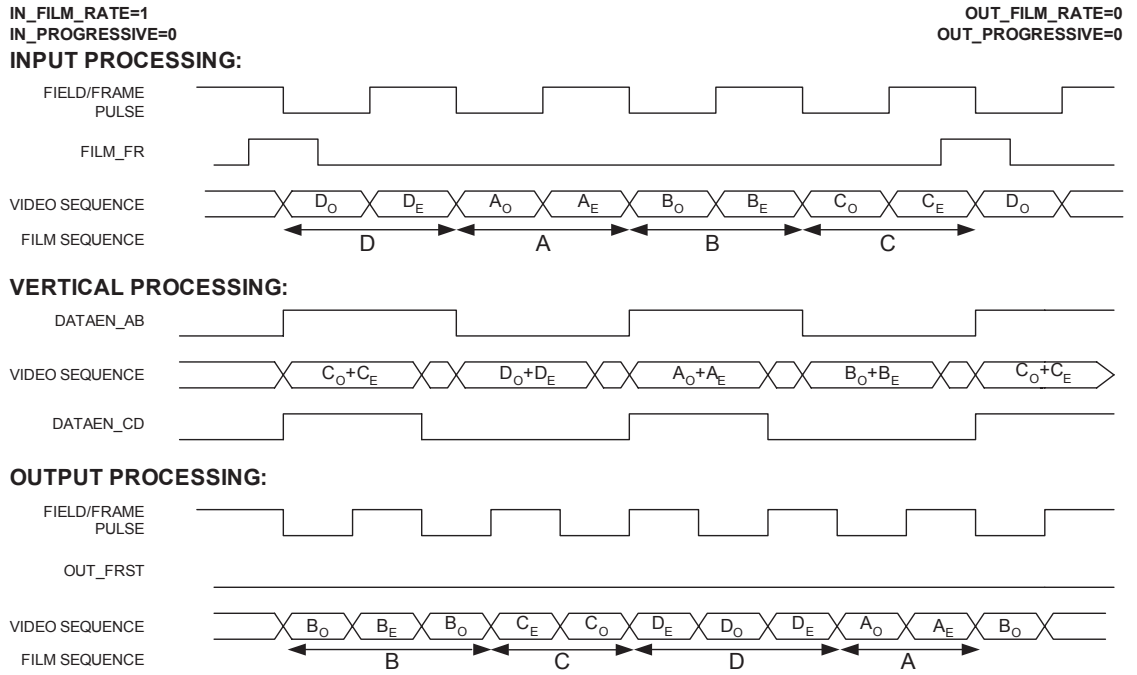 IN_FILM_RATE=1
IN_PROGRESSIVE=0
OUT_FILM_RATE=0
OUT_PROGRESSIVE=0
INPUT PROCESSING:
FIELD/FRAME
PULSE
FILM_FR
VIDEO SEQUENCE DO DE AO AE BO BE CO CE DO
FILM SEQUENCE D A B C
VERTICAL PROCESSING:
DATAEN_AB
VIDEO SEQUENCE CO+CE DO+DE AO+AE BO+BE CO+CE
DATAEN_CD
OUTPUT PROCESSING:
FIELD/FRAME
PULSE
OUT_FRST
VIDEO SEQUENCE BO BE BO CE CO DE DO DE AO AE BO
FILM SEQUENCE B C D A